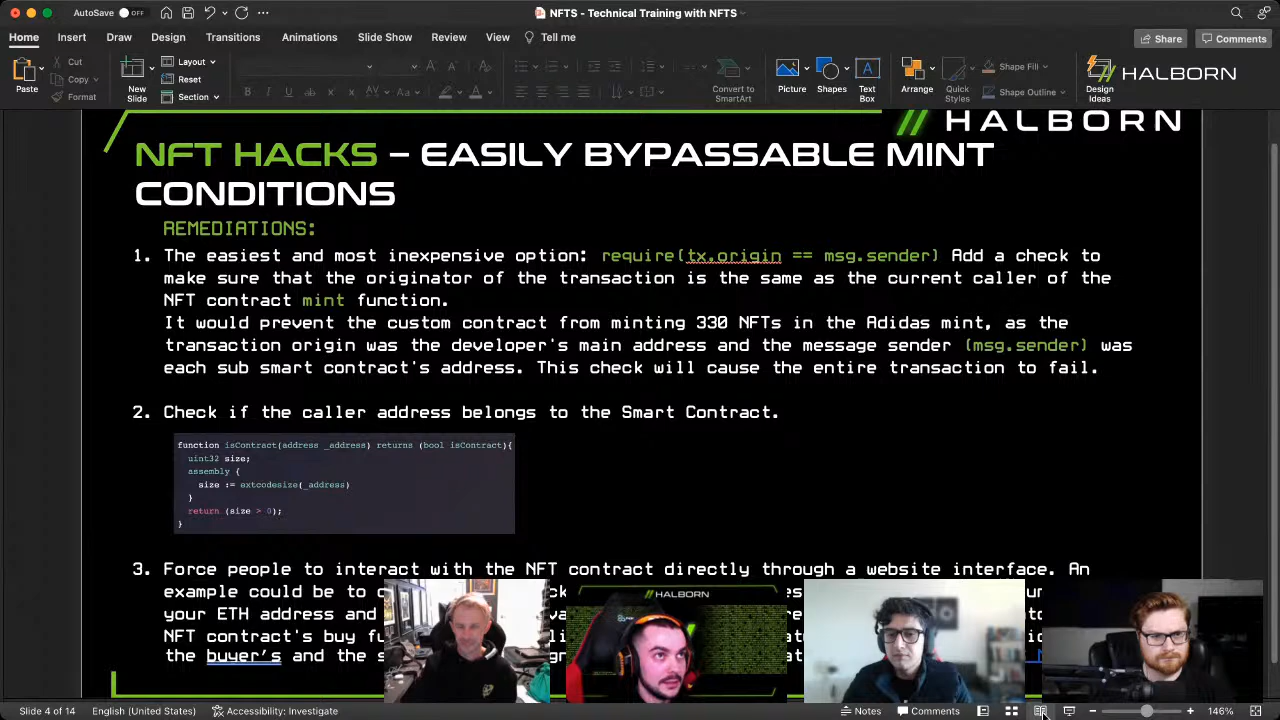 AutoSave OFF
NFTS - Technical Training with NFTS
Home Insert Draw Design Transitions Animations Slide Show Review View Tell me
Share Comments
Paste
Cut
Copy
Format
New Slide
Layout
Reset
Section
Convert to SmartArt
Picture
Shapes
Text Box
Arrange
Quick Styles
Shape Fill
Shape Outline
Design Ideas
HALBORN
HALBORN
NFT HACKS – EASILY BYPASSABLE MINT
CONDITIONS
REMEDIATIONS:
1. The easiest and most inexpensive option: require(tx.origin == msg.sender) Add a check to
make sure that the originator of the transaction is the same as the current caller of the
NFT contract mint function.
It would prevent the custom contract from minting 330 NFTs in the Adidas mint, as the
transaction origin was the developer's main address and the message sender (msg.sender) was
each sub smart contract's address. This check will cause the entire transaction to fail.
2. Check if the caller address belongs to the Smart Contract.
function isContract(address _address) returns (bool isContract){
uint32 size;
assembly {
size := extcodesize(_address)
}
return (size > 0);
}
3. Force people to interact with the NFT contract directly through a website interface. An
example could be to
your ETH address and
NFT contract's buy
the buyer's and the
HALBORN
Slide 4 of 14 English (United States) Accessibility: Investigate
Notes Comments 146%